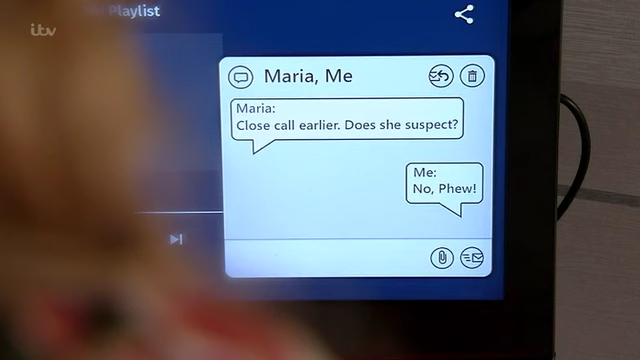 itv
Playlist
Maria, Me
Maria:
Close call earlier. Does she suspect?
Me:
No, Phew!